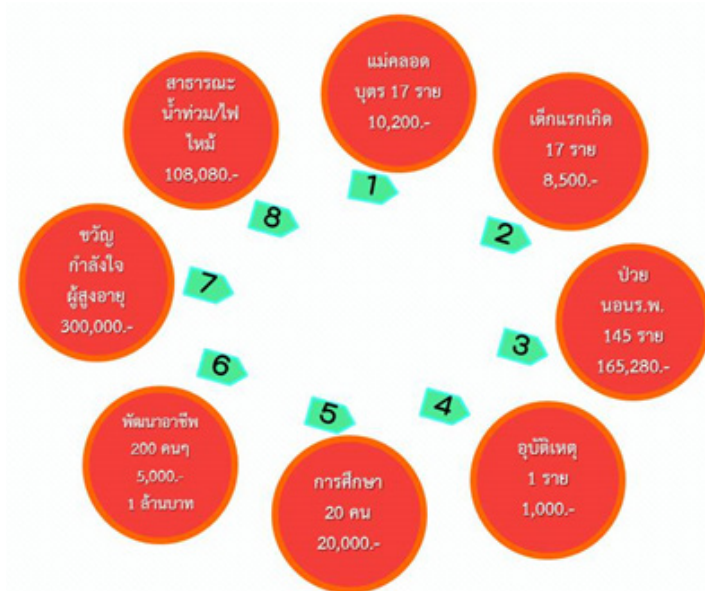 แม่คลอด
บุตร 17 ราย
10,200.-
1
เด็กแรกเกิด
17 ราย
8,500.-
2
ป่วย
นอนร.พ.
145 ราย
165,280.-
3
อุบัติเหตุ
1 ราย
1,000.-
4
การศึกษา
20 คน
20,000.-
5
พัฒนาอาชีพ
200 คนๆ
5,000.-
1 ล้านบาท
6
ขวัญ
กำลังใจ
ผู้สูงอายุ
300,000.-
7
สาธารณะ
น้ำท่วม/ไฟ
ไหม้
108,080.-
8